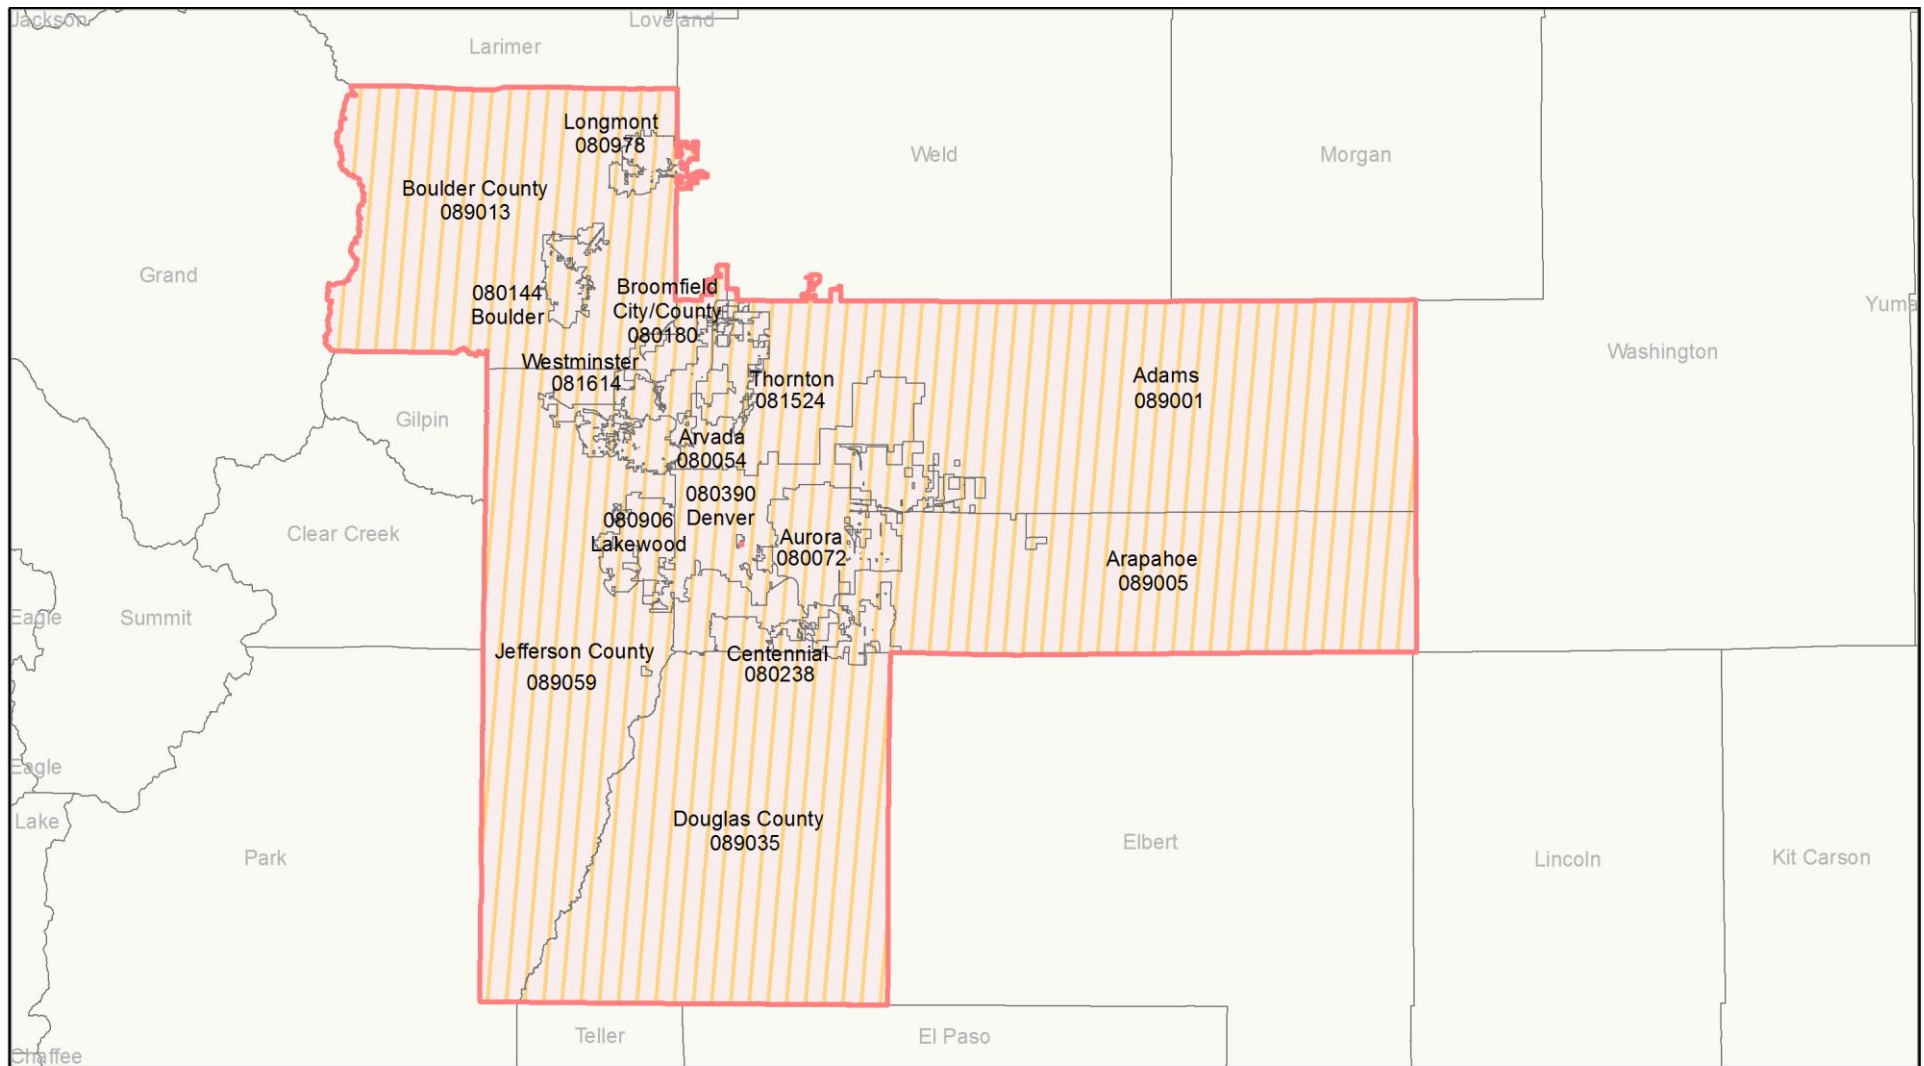 Jackson
Loveland
Larimer
Longmont
080978
Weld
Morgan
Boulder County
089013
Grand
080144
Boulder
Broomfield
City/County
080180
Yuma
Washington
Westminster
081614
Thornton
081524
Adams
089001
Gilpin
Arvada
080054
080390
Denver
Clear Creek
080906
Lakewood
Aurora
080072
Arapahoe
089005
Eagle
Summit
Jefferson County
089059
Centennial
080238
Eagle
Lake
Park
Douglas County
089035
Elbert
Lincoln
Kit Carson
Teller
El Paso
Chaffee